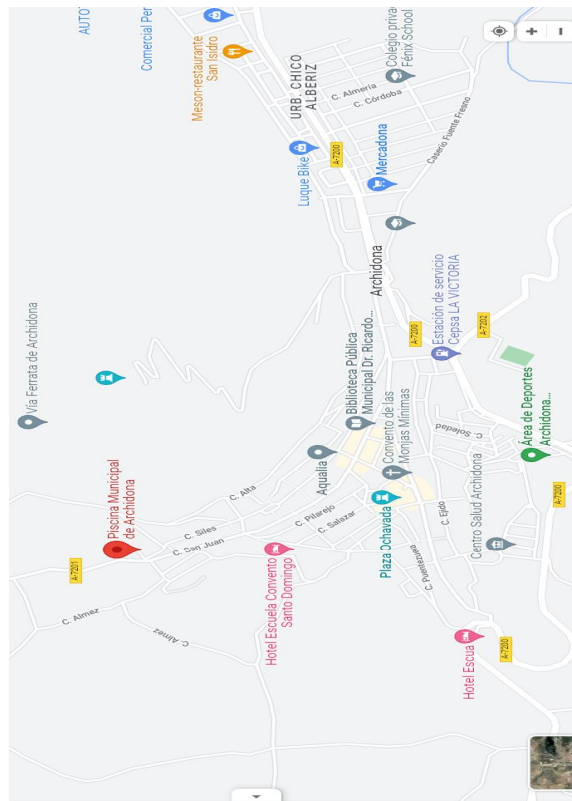 AUTO
Comercial Per
Meson-restaurante
San Isidro
Colegio priva
Fénix School
C. Almería
C. Córdoba
URB. CHICO
ALBERIZ
Luque Bike
A-7200
Mercadona
Caserio Fuente Fresno
Archidona
Vía Ferrata de Archidona
Biblioteca Pública
Municipal Dr. Ricardo...
A-7200
Estación de servicio
Cepsa LA VICTORIA
A-7202
Aqualia
Convento de las
Monjas Mínimas
C. Soledad
Área de Deportes
Archidona...
Piscina Municipal
de Archidona
C. Alta
C. Siles
C. San Juan
C. Pilarejo
C. Salazar
Plaza Ochavada
C. Ejido
A-7200
Centro Salud Archidona
A-7201
Hotel Escuela Convento
Santo Domingo
C. Puentezuela
C. Almez
C. Almez
Hotel Escua
A-7200